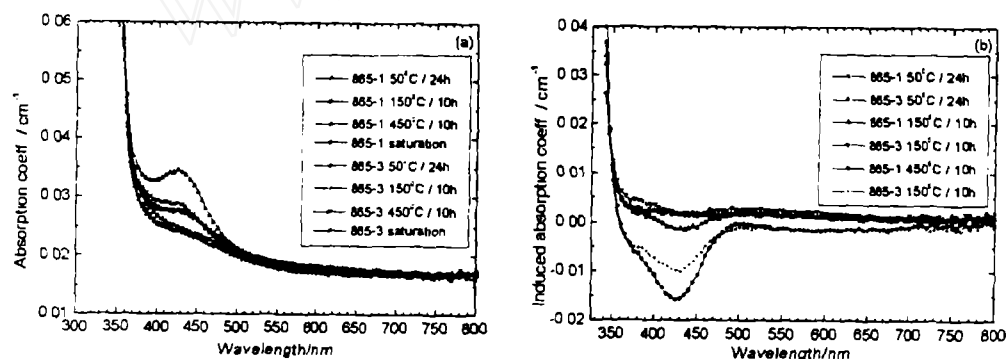 0 06
0 05
0 04
0 03
0 02
0 01
Absorption coeff / cm⁻¹
(a)
865-1 50°C / 24h
865-1 150°C / 10h
865-1 450°C / 10h
865-1 saturation
865-3 50°C / 24h
865-3 150°C / 10h
865-3 450°C / 10h
865-3 saturation
300 350 400 450 500 550 600 650 700 750 800
Wavelength/nm
0 04
0 03
0 02
0 01
0 00
-0 01
-0 02
Induced absorption coeff / cm⁻¹
(b)
865-1 50°C / 24h
865-3 50°C / 24h
865-1 150°C / 10h
865-3 150°C / 10h
865-1 450°C / 10h
865-3 150°C / 10h
350 400 450 500 550 600 650 700 750 800
Wavelength/nm